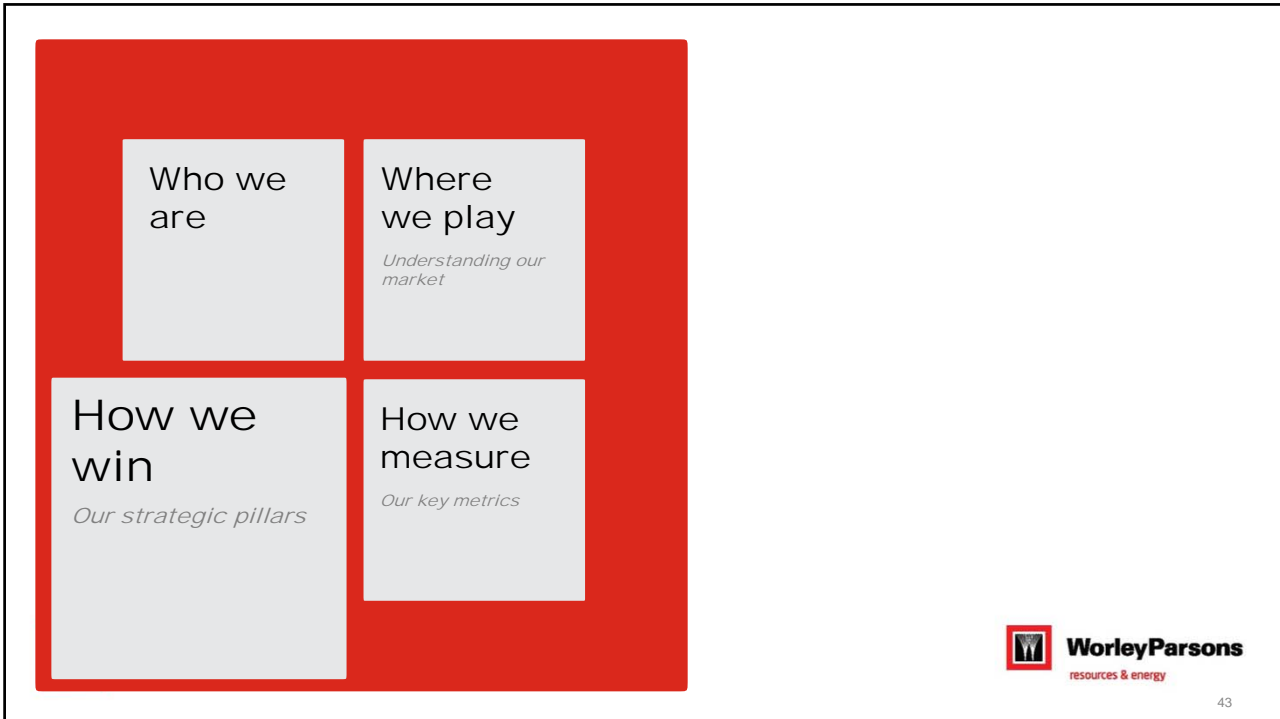 Who we
are
Where
we play
Understanding our
market
How we
win
Our strategic pillars
How we
measure
Our key metrics
WorleyParsons
resources & energy
43